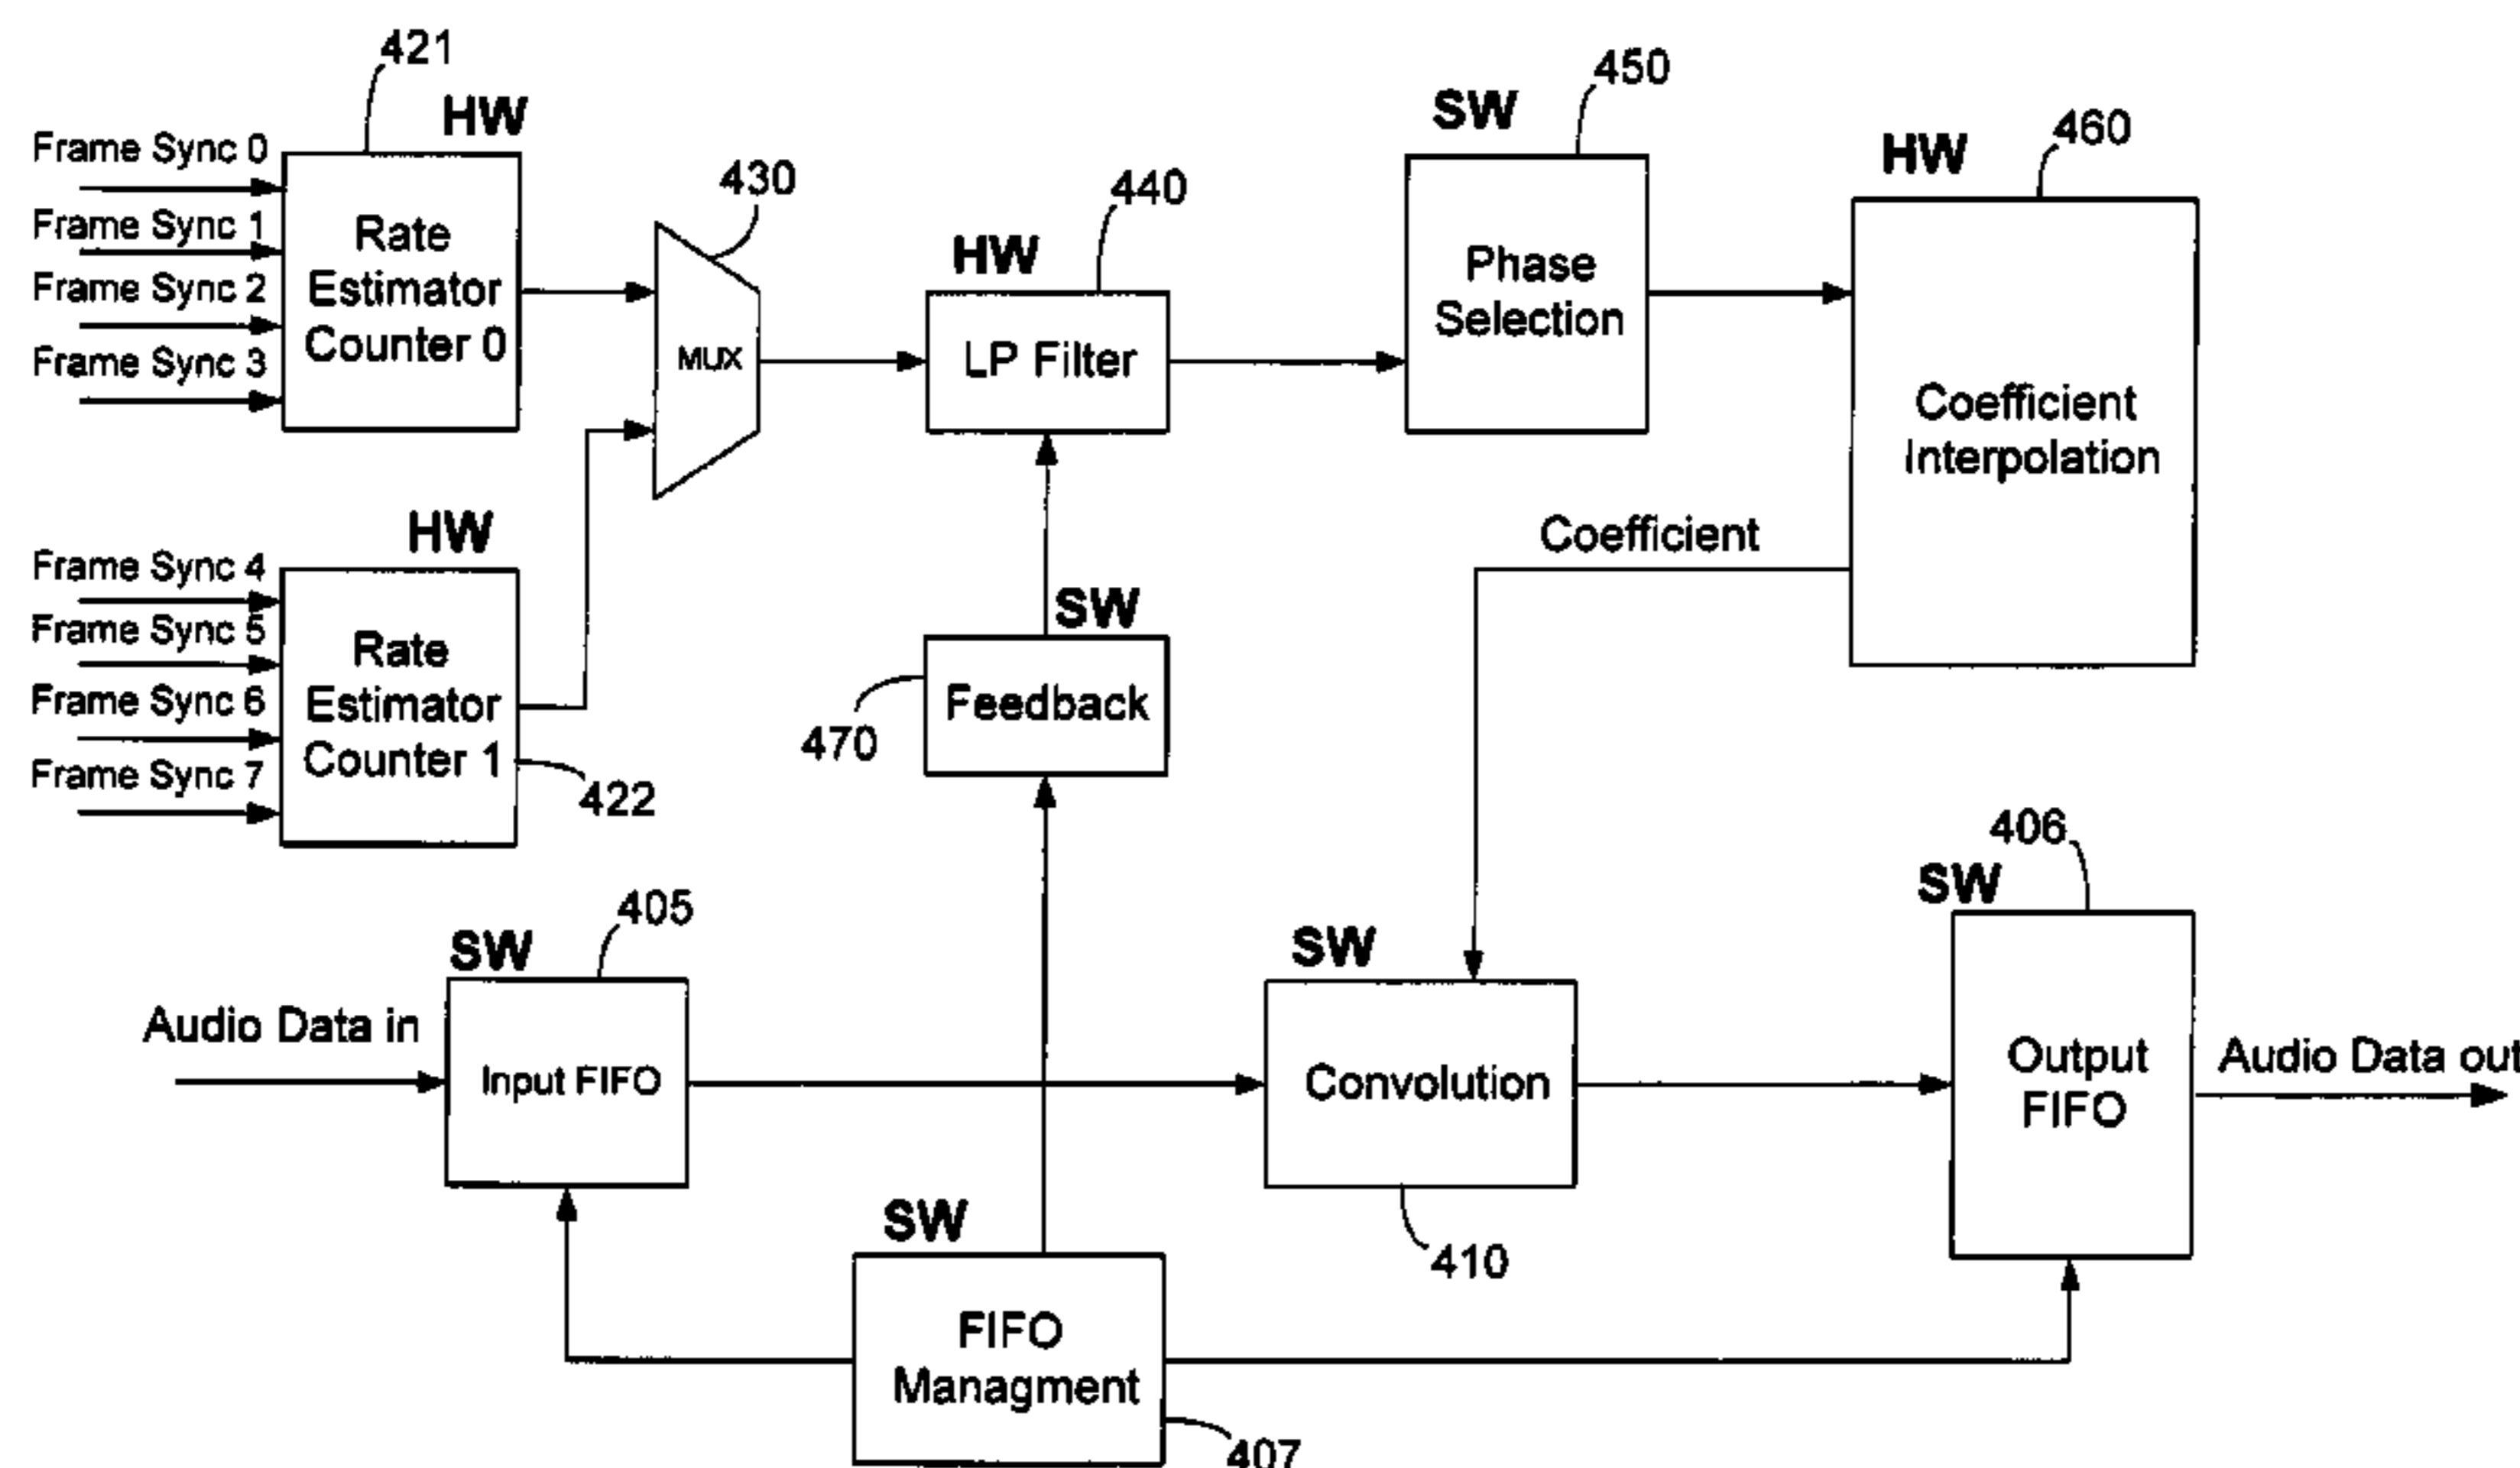 421
HW
Frame Sync 0
Frame Sync 1
Frame Sync 2
Frame Sync 3
Rate
Estimator
Counter 0
430
MUX
440
HW
LP Filter
450
SW
Phase
Selection
460
HW
Coefficient
Interpolation
Coefficient
HW
Frame Sync 4
Frame Sync 5
Frame Sync 6
Frame Sync 7
Rate
Estimator
Counter 1
422
SW
Feedback
470
405
SW
Audio Data in
Input FIFO
SW
Convolution
410
406
SW
Output
FIFO
Audio Data out
SW
FIFO
Managment
407